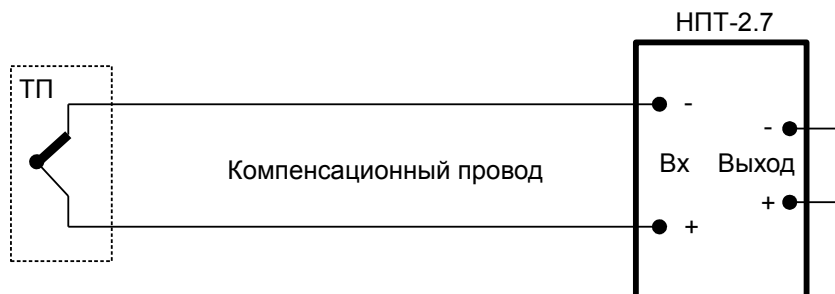 НПТ-2.7
ТП
-
-
Компенсационный провод
Вх Выход
+
+